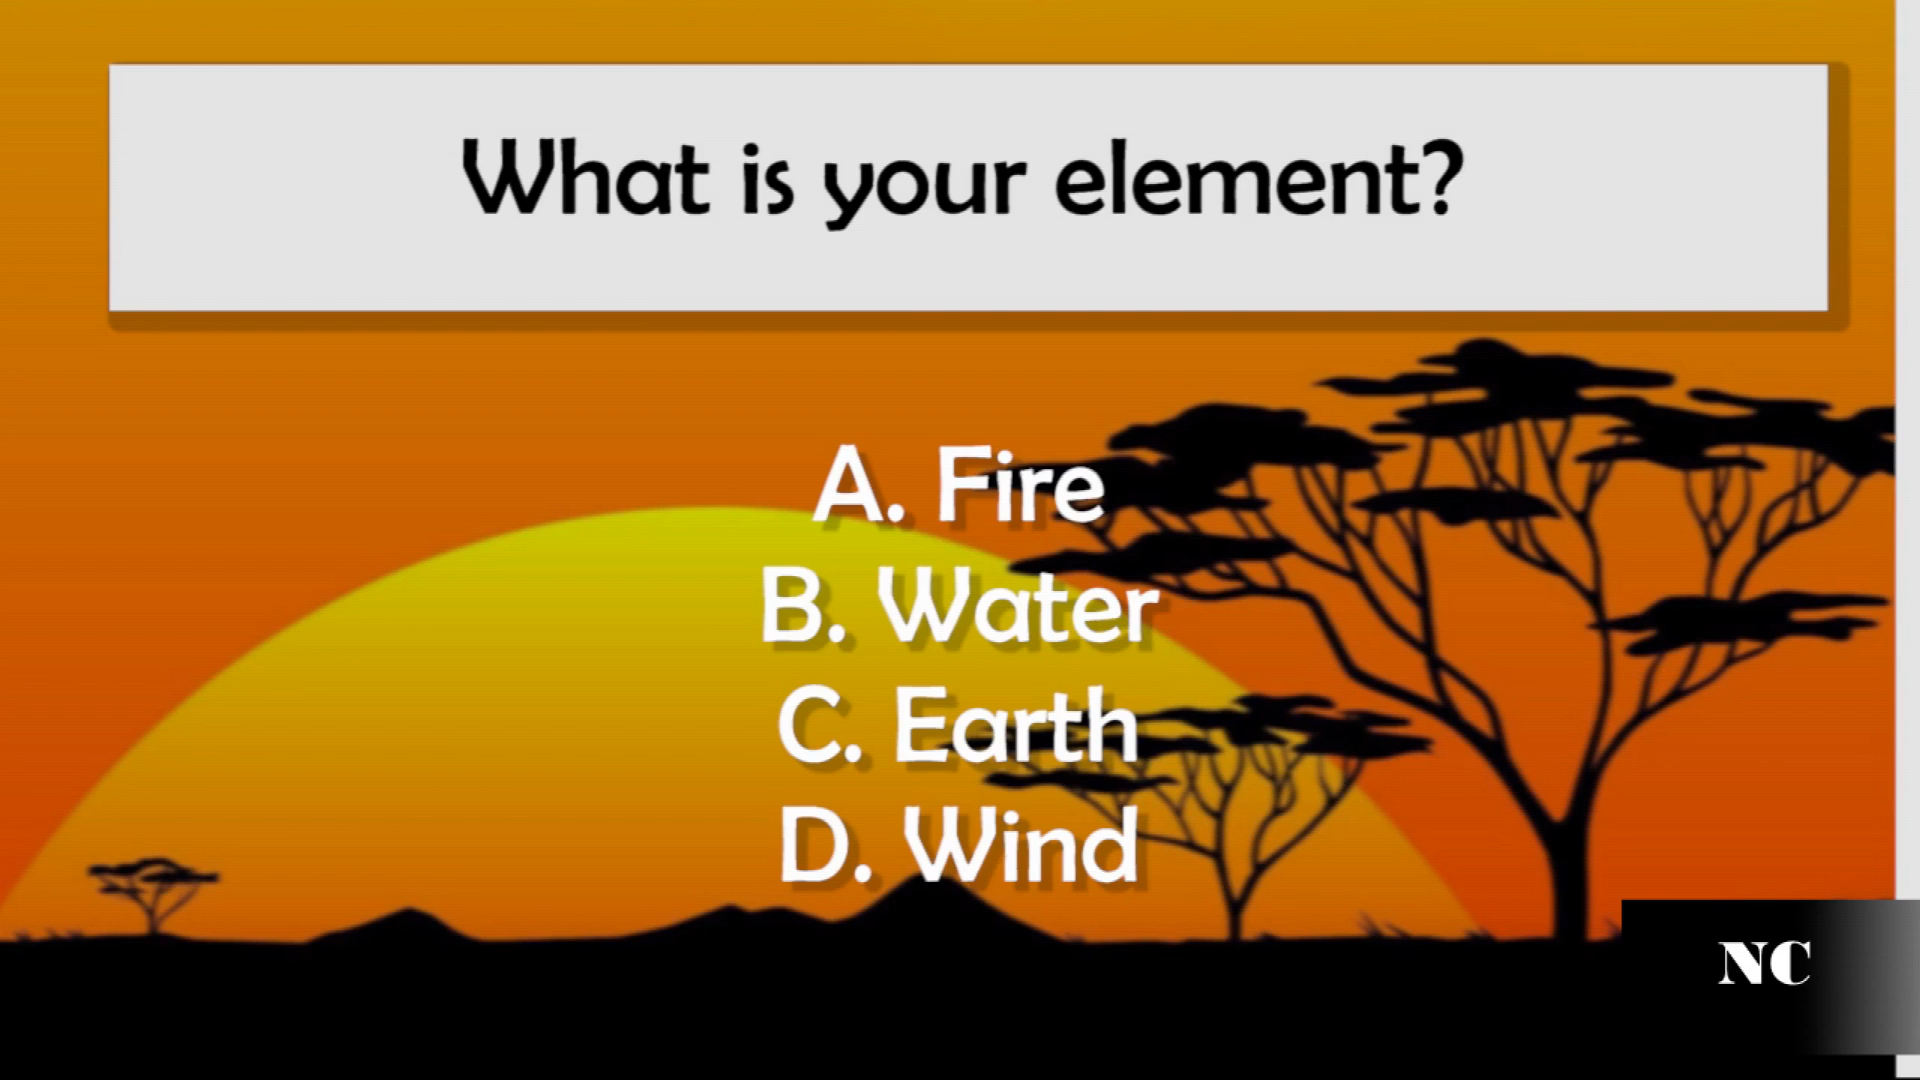 What is your element?
A. Fire
B. Water
C. Earth
D. Wind
NC